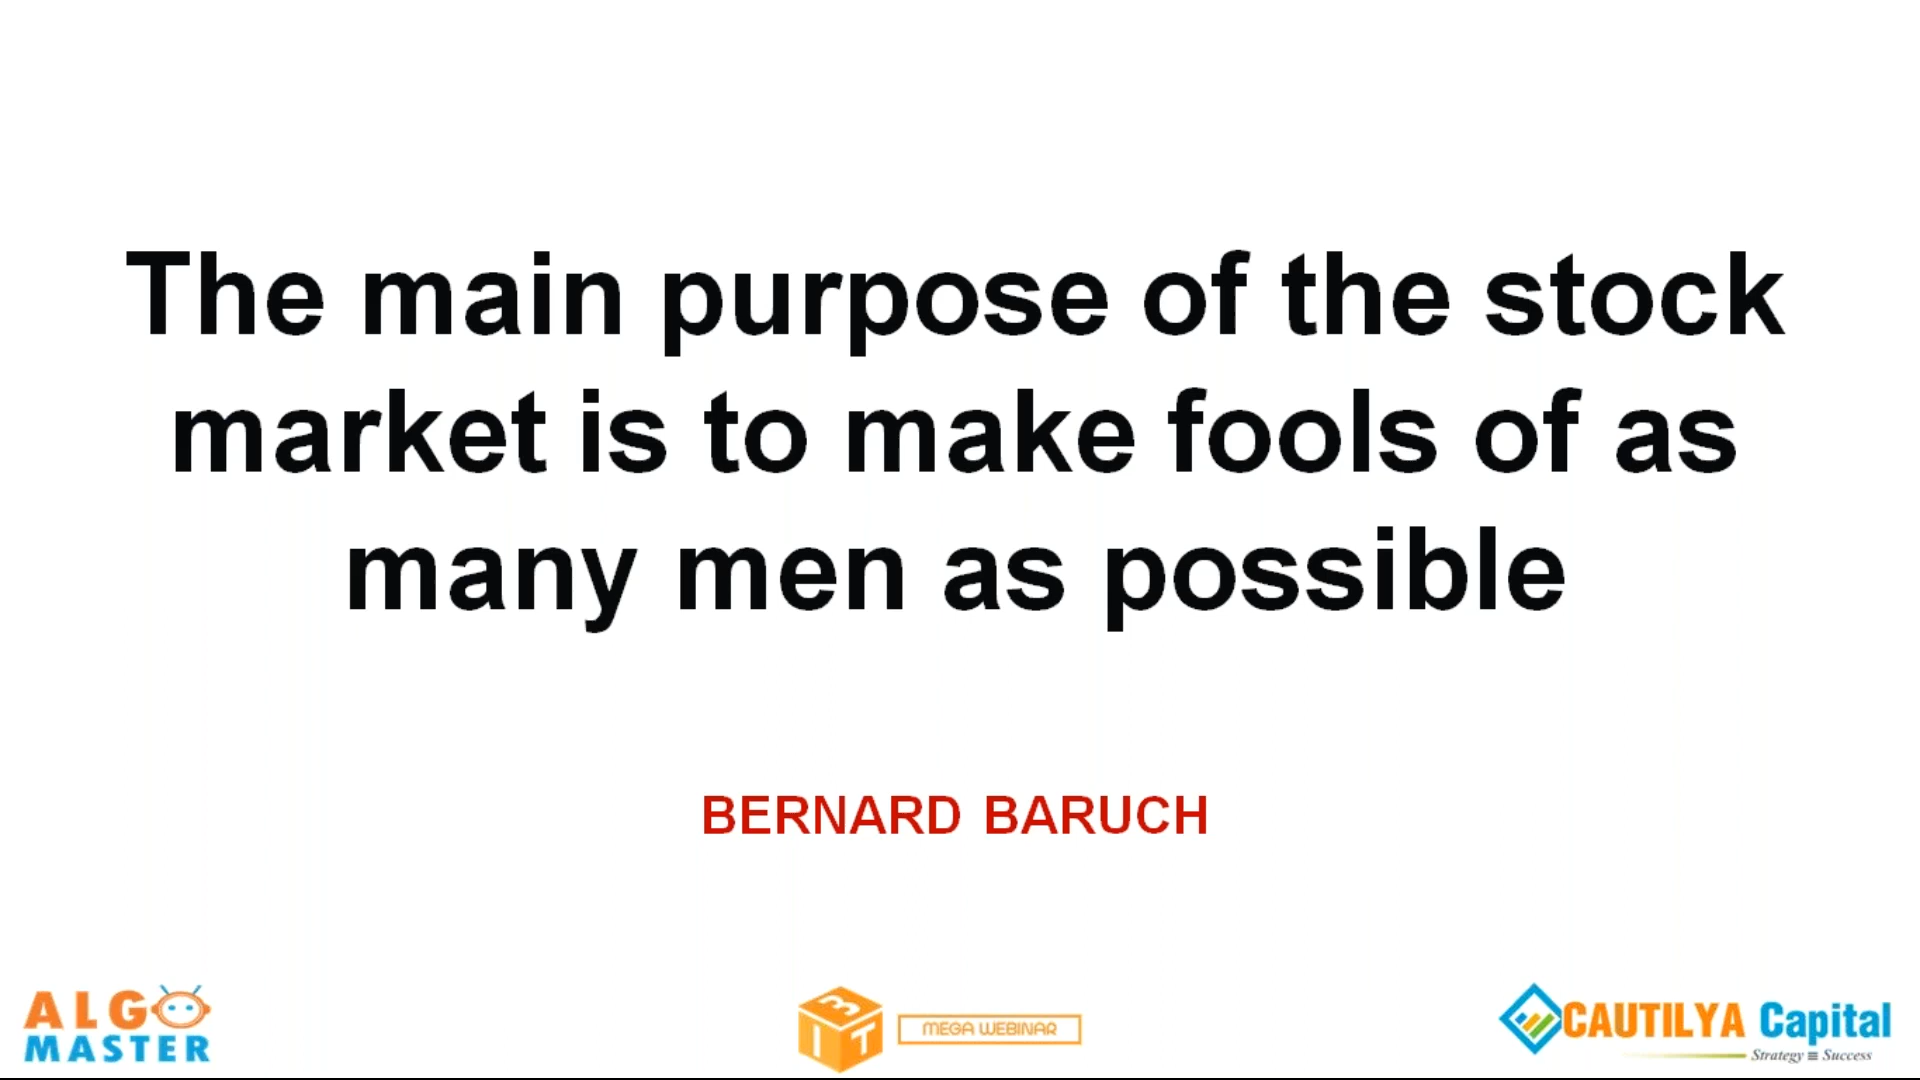 The main purpose of the stock
market is to make fools of as
many men as possible
BERNARD BARUCH
ALGO
MASTER
3
I T
MEGA WEBINAR
CAUTILYA Capital
Strategy ≡ Success